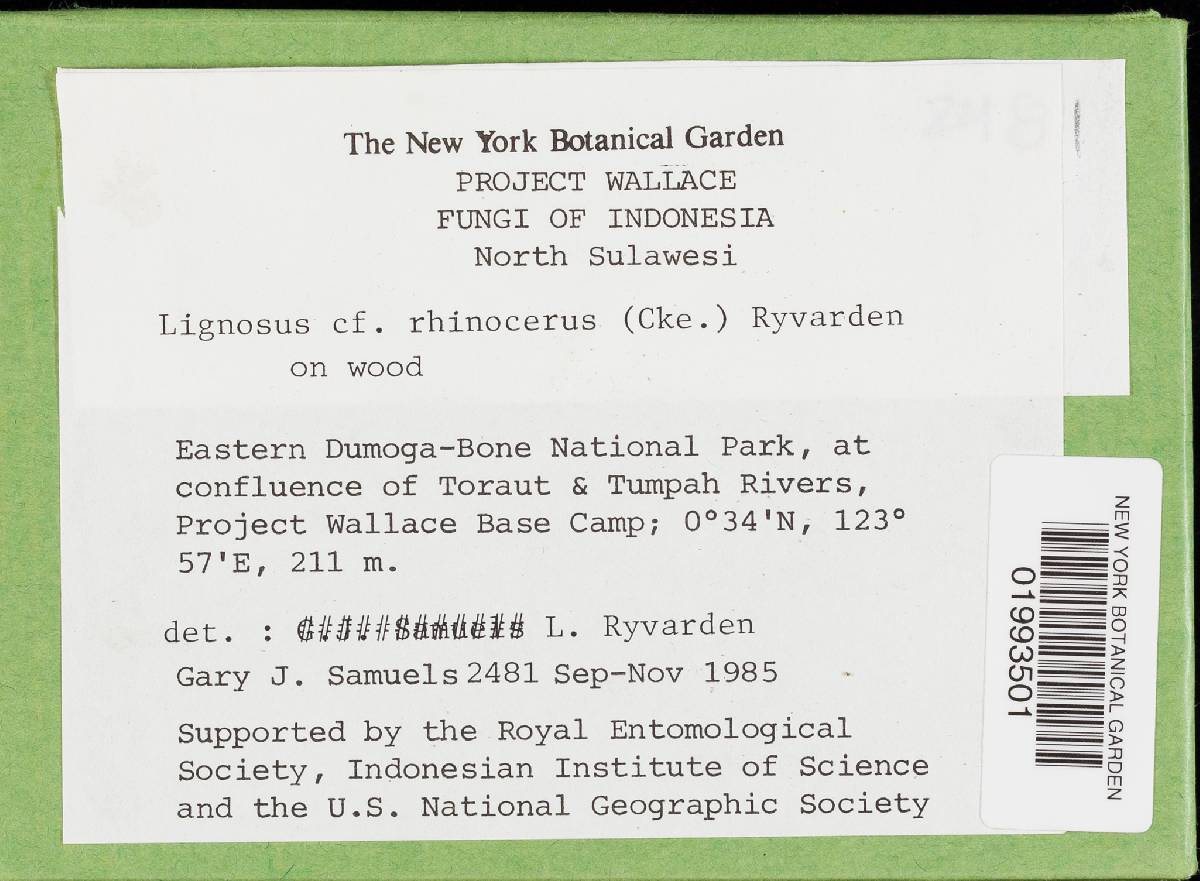 The New York Botanical Garden
PROJECT WALLACE
FUNGI OF INDONESIA
North Sulawesi
Lignosus cf. rhinocerus (Cke.) Ryvarden
on wood
Eastern Dumoga-Bone National Park, at
confluence of Toraut & Tumpah Rivers,
Project Wallace Base Camp; 0°34'N, 123°
57'E, 211 m.
det. : L. Ryvarden
Gary J. Samuels 2481 Sep-Nov 1985
Supported by the Royal Entomological
Society, Indonesian Institute of Science
and the U.S. National Geographic Society
NEW YORK BOTANICAL GARDEN
01993501